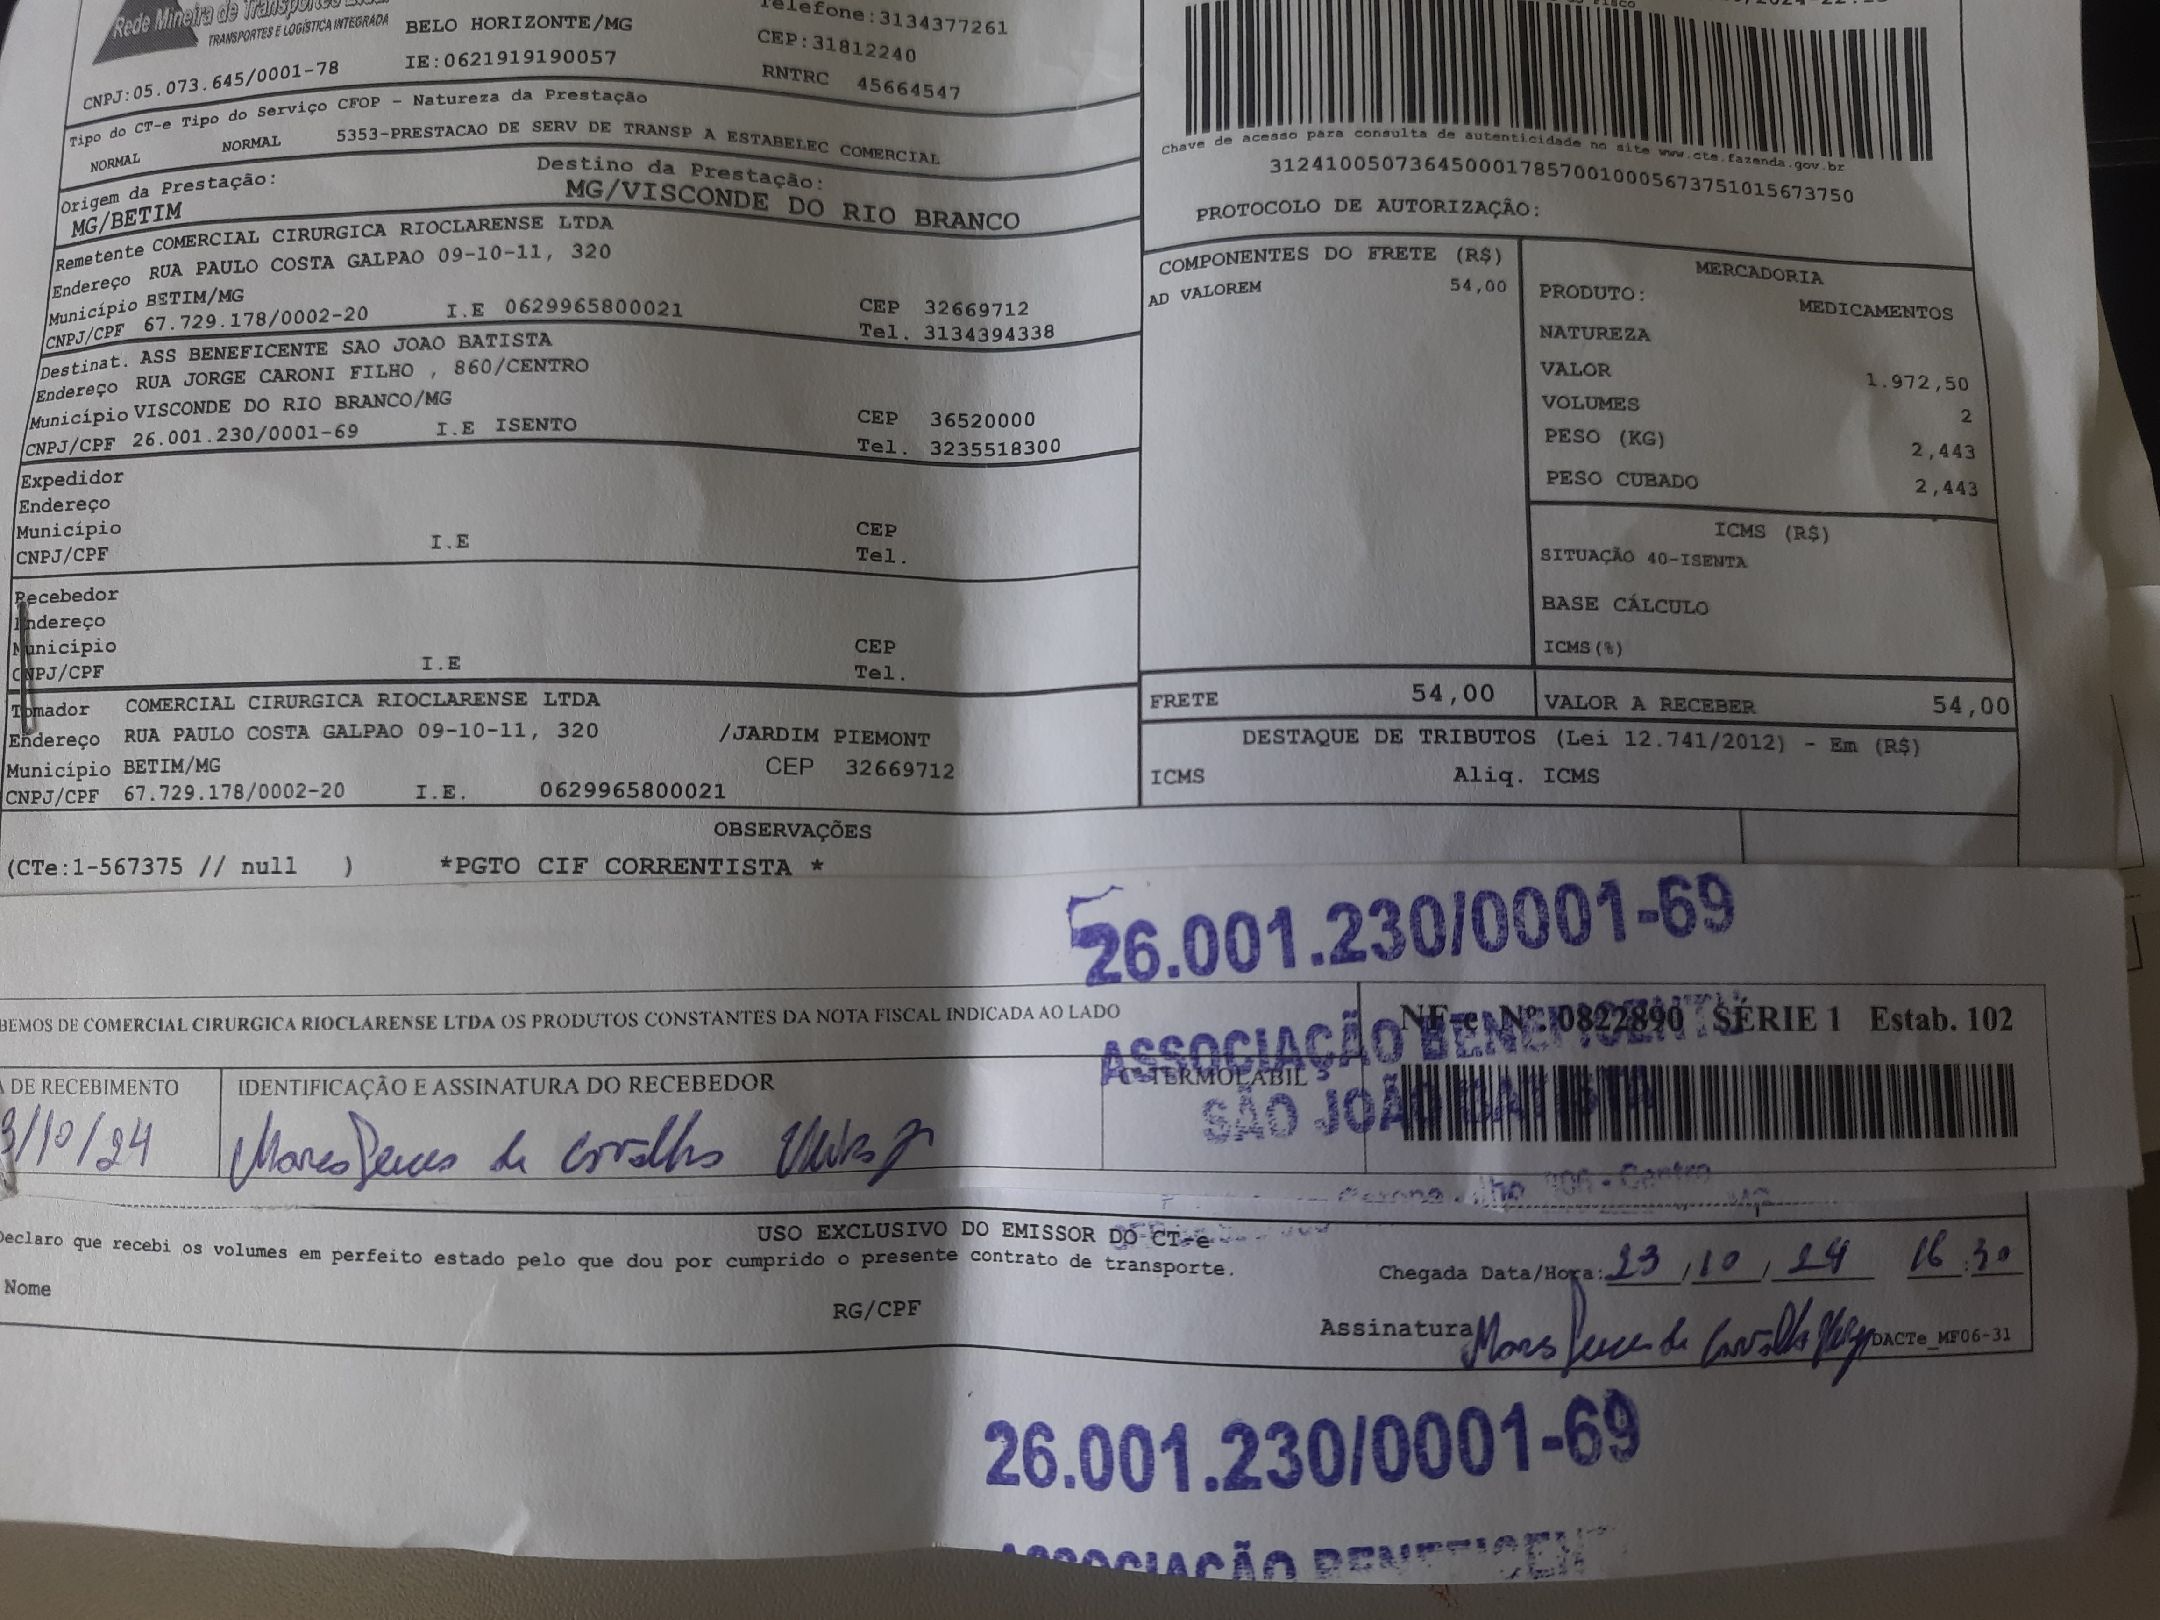 Rede Mineira de Transportes Ltda
TRANSPORTES E LOGÍSTICA INTEGRADA
BELO HORIZONTE/MG
Telefone:3134377261
CEP:31812240
IE:0621919190057
RNTRC 45664547
CNPJ:05.073.645/0001-78
Tipo do CT-e Tipo do Serviço CFOP - Natureza da Prestação
NORMAL NORMAL 5353-PRESTACAO DE SERV DE TRANSP A ESTABELEC COMERCIAL
Origem da Prestação: Destino da Prestação:
MG/BETIM MG/VISCONDE DO RIO BRANCO
Remetente COMERCIAL CIRURGICA RIOCLARENSE LTDA
Endereço RUA PAULO COSTA GALPAO 09-10-11, 320
Município BETIM/MG CEP 32669712
CNPJ/CPF 67.729.178/0002-20 I.E 0629965800021 Tel. 3134394338
Destinat. ASS BENEFICENTE SAO JOAO BATISTA
Endereço RUA JORGE CARONI FILHO , 860/CENTRO
Município VISCONDE DO RIO BRANCO/MG CEP 36520000
CNPJ/CPF 26.001.230/0001-69 I.E ISENTO Tel. 3235518300
Expedidor
Endereço
Município CEP
CNPJ/CPF I.E Tel.
Recebedor
Endereço
Município CEP
CNPJ/CPF I.E Tel.
Tomador COMERCIAL CIRURGICA RIOCLARENSE LTDA
Endereço RUA PAULO COSTA GALPAO 09-10-11, 320 /JARDIM PIEMONT
Município BETIM/MG CEP 32669712
CNPJ/CPF 67.729.178/0002-20 I.E. 0629965800021
Chave de acesso para consulta de autenticidade no site www.cte.fazenda.gov.br
31241005073645000178570010005673751015673750
PROTOCOLO DE AUTORIZAÇÃO:
COMPONENTES DO FRETE (R$)
AD VALOREM 54,00
MERCADORIA
PRODUTO: MEDICAMENTOS
NATUREZA
VALOR 1.972,50
VOLUMES 2
PESO (KG) 2,443
PESO CUBADO 2,443
ICMS (R$)
SITUAÇÃO 40-ISENTA
BASE CÁLCULO
ICMS(%)
FRETE 54,00 VALOR A RECEBER 54,00
DESTAQUE DE TRIBUTOS (Lei 12.741/2012) - Em (R$)
ICMS Aliq. ICMS
OBSERVAÇÕES
(CTe:1-567375 // null ) *PGTO CIF CORRENTISTA *
26.001.230/0001-69
BEMOS DE COMERCIAL CIRURGICA RIOCLARENSE LTDA OS PRODUTOS CONSTANTES DA NOTA FISCAL INDICADA AO LADO
NF-e Nº. 0822890 SÉRIE 1 Estab. 102
ASSOCIAÇÃO BENEFICENTE
SÃO JOÃO BATISTA
A DE RECEBIMENTO IDENTIFICAÇÃO E ASSINATURA DO RECEBEDOR C-TERMOLABIL
3/10/24 de Carvalho
Centro
USO EXCLUSIVO DO EMISSOR DO CT-e
Declaro que recebi os volumes em perfeito estado pelo que dou por cumprido o presente contrato de transporte.
Chegada Data/Hora: 23/10/24 16:30
Nome RG/CPF
Assinatura de Carvalho DACTe_MF06-31
26.001.230/0001-69
ASSOCIAÇÃO BENEFICEN